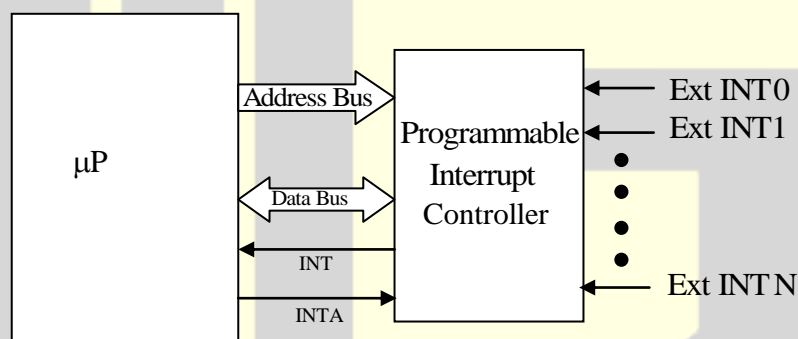 μP
Address Bus
Data Bus
INT
INTA
Programmable
Interrupt
Controller
Ext INT0
Ext INT1
Ext INT N